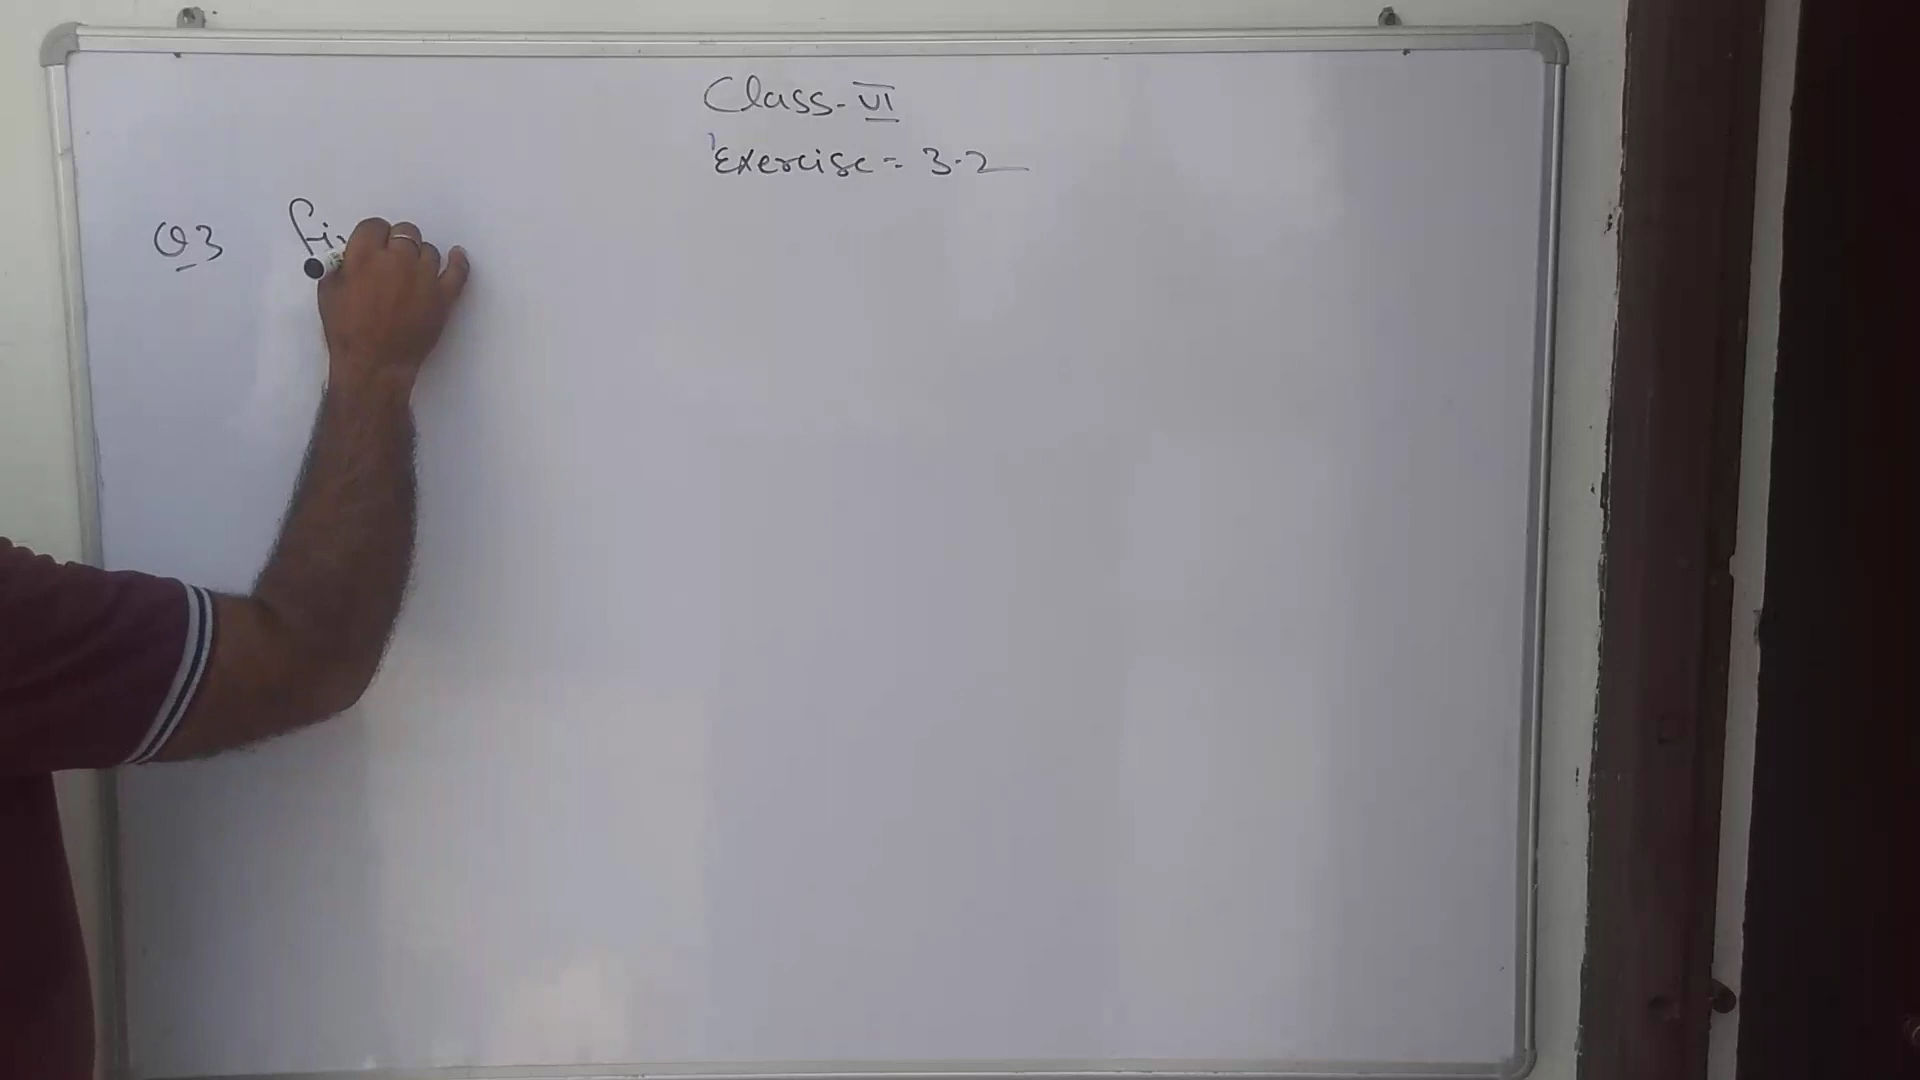 Class-VI
Exercise = 3.2
Q3